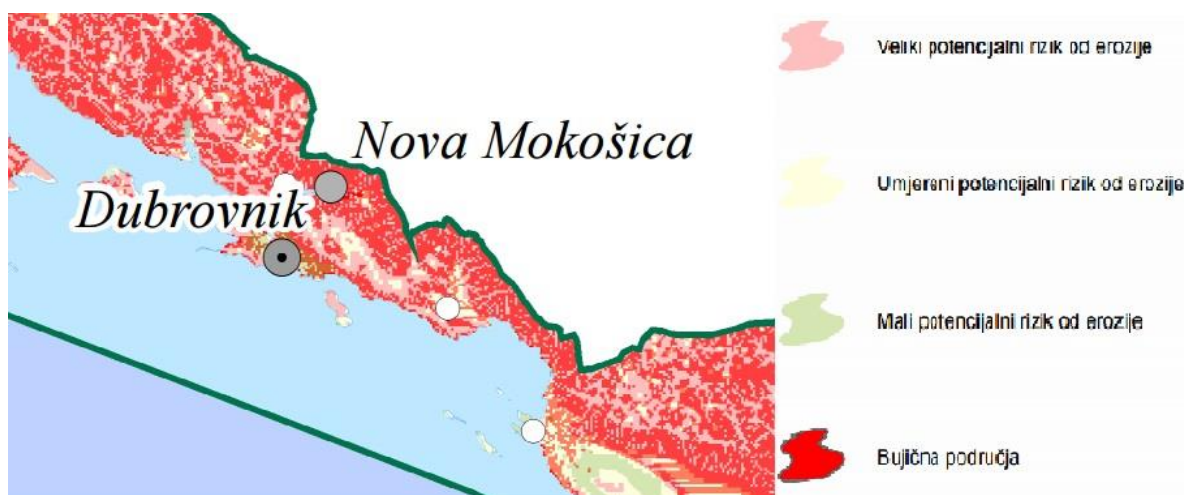 Nova Mokošica
Dubrovnik
Veliki potencijalni rizik od erozije
Umjereni potencijalni rizik od erozije
Mali potencijalni rizik od erozije
Bujična područja